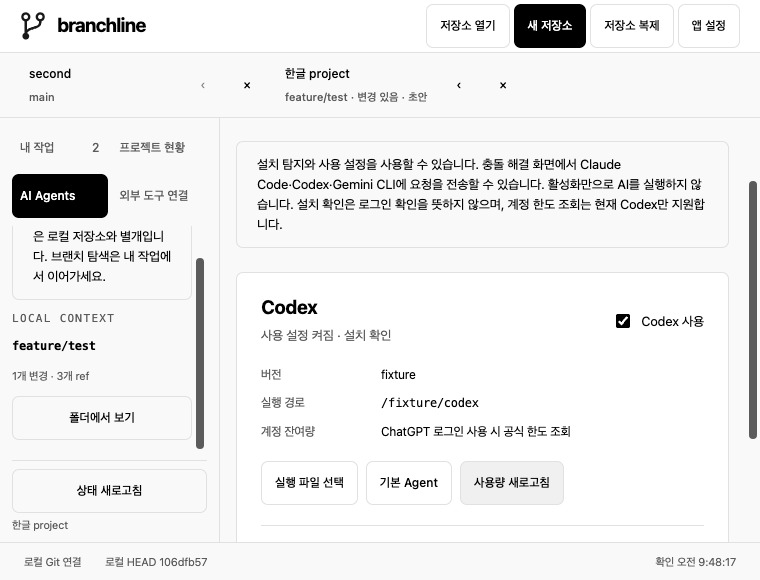 branchline
저장소 열기
새 저장소
저장소 복제
앱 설정
second
main
‹
×
한글 project
feature/test · 변경 있음 · 초안
‹
×
내 작업 2
프로젝트 현황
AI Agents
외부 도구 연결
은 로컬 저장소와 별개입니
다. 브랜치 탐색은 내 작업에
서 이어가세요.
LOCAL CONTEXT
feature/test
1개 변경 · 3개 ref
폴더에서 보기
상태 새로고침
한글 project
설치 탐지와 사용 설정을 사용할 수 있습니다. 충돌 해결 화면에서 Claude
Code·Codex·Gemini CLI에 요청을 전송할 수 있습니다. 활성화만으로 AI를 실행하지 않
습니다. 설치 확인은 로그인 확인을 뜻하지 않으며, 계정 한도 조회는 현재 Codex만 지원합
니다.
Codex
사용 설정 켜짐 · 설치 확인
Codex 사용
버전 fixture
실행 경로 /fixture/codex
계정 잔여량 ChatGPT 로그인 사용 시 공식 한도 조회
실행 파일 선택
기본 Agent
사용량 새로고침
로컬 Git 연결
로컬 HEAD 106dfb57
확인 오전 9:48:17